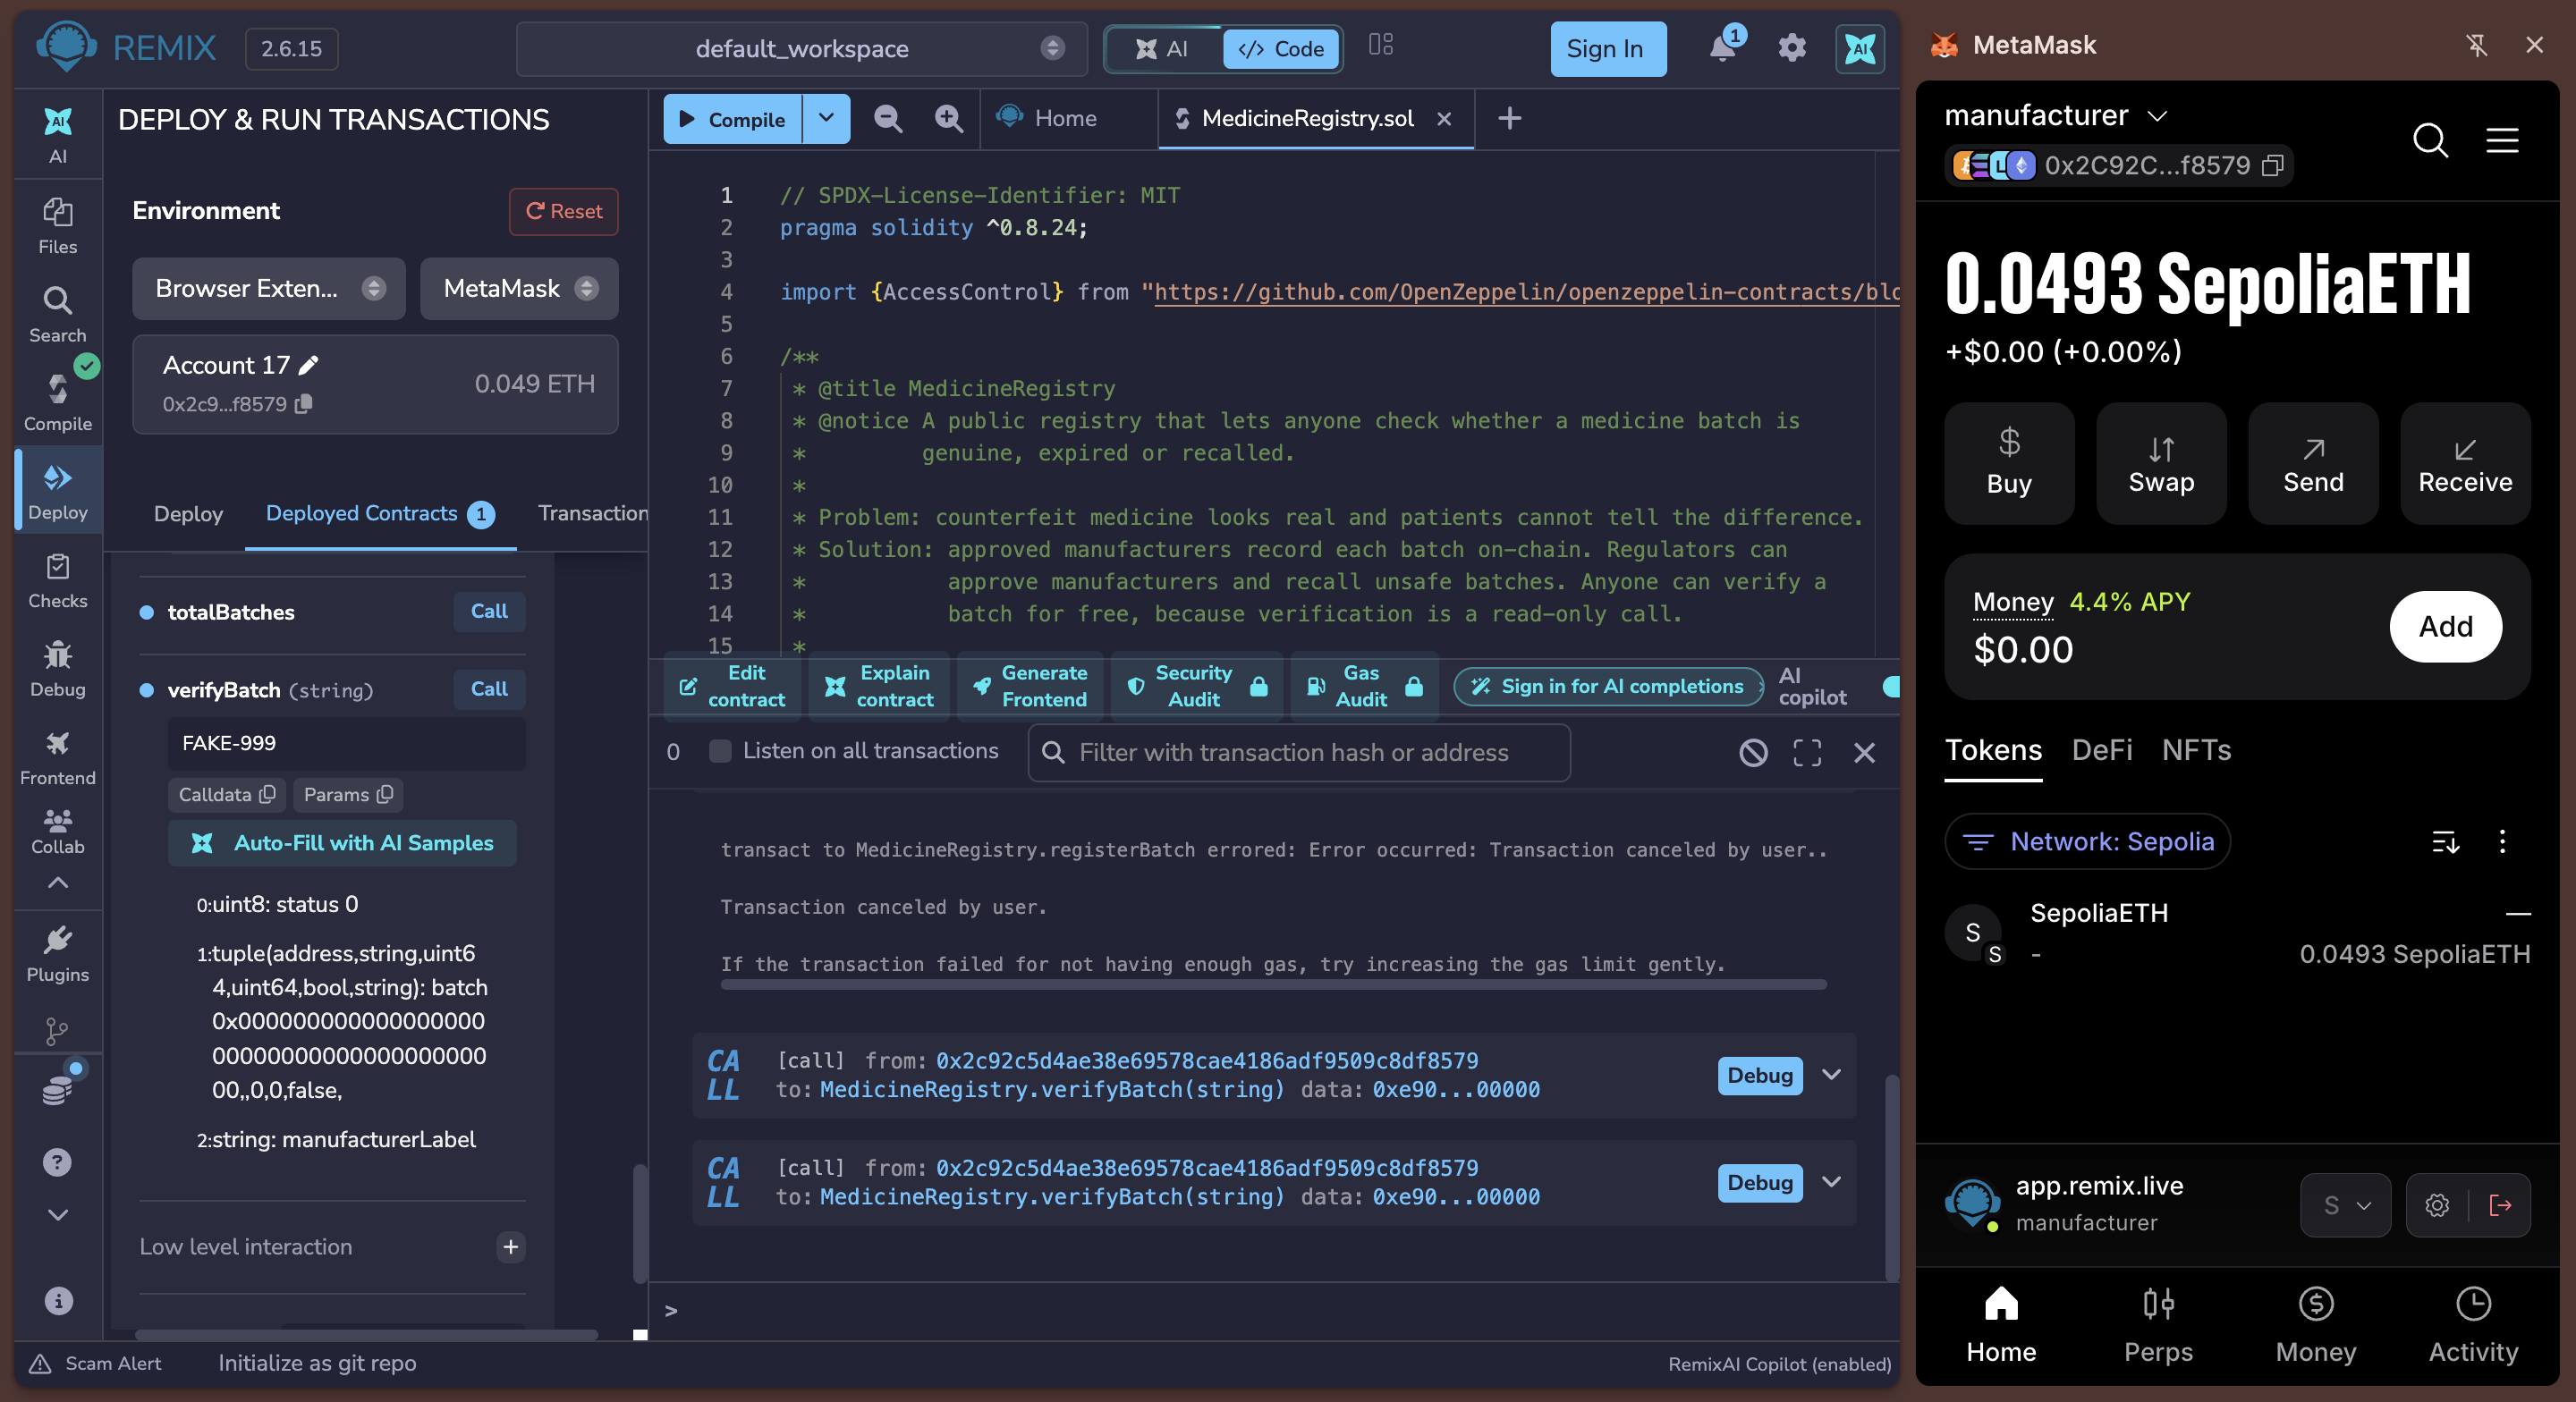 REMIX
2.6.15
default_workspace
AI
Code
Sign In
1
AI
AI
AI
Files
Search
Compile
Deploy
Checks
Debug
Frontend
Collab
Plugins
DEPLOY & RUN TRANSACTIONS
Environment
Reset
Browser Exten...
MetaMask
Account 17
0x2c9...f8579
0.049 ETH
Deploy
Deployed Contracts 1
Transaction
totalBatches
Call
verifyBatch (string)
Call
FAKE-999
Calldata
Params
Auto-Fill with AI Samples
0:uint8: status 0
1:tuple(address,string,uint6
4,uint64,bool,string): batch
0x000000000000000000
00000000000000000000
00,,0,0,false,
2:string: manufacturerLabel
Low level interaction
Compile
Home
MedicineRegistry.sol
1 // SPDX-License-Identifier: MIT
2 pragma solidity ^0.8.24;
3
4 import {AccessControl} from "https://github.com/OpenZeppelin/openzeppelin-contracts/blo
5
6 /**
7 * @title MedicineRegistry
8 * @notice A public registry that lets anyone check whether a medicine batch is
9 * genuine, expired or recalled.
10 *
11 * Problem: counterfeit medicine looks real and patients cannot tell the difference.
12 * Solution: approved manufacturers record each batch on-chain. Regulators can
13 * approve manufacturers and recall unsafe batches. Anyone can verify a
14 * batch for free, because verification is a read-only call.
15 *
Edit contract
Explain contract
Generate Frontend
Security Audit
Gas Audit
Sign in for AI completions
AI copilot
0
Listen on all transactions
Filter with transaction hash or address
transact to MedicineRegistry.registerBatch errored: Error occurred: Transaction canceled by user..
Transaction canceled by user.
If the transaction failed for not having enough gas, try increasing the gas limit gently.
CALL
[call] from: 0x2c92c5d4ae38e69578cae4186adf9509c8df8579
to: MedicineRegistry.verifyBatch(string) data: 0xe90...00000
Debug
CALL
[call] from: 0x2c92c5d4ae38e69578cae4186adf9509c8df8579
to: MedicineRegistry.verifyBatch(string) data: 0xe90...00000
Debug
>
Scam Alert
Initialize as git repo
RemixAI Copilot (enabled)
MetaMask
manufacturer
0x2C92C...f8579
0.0493 SepoliaETH
+$0.00 (+0.00%)
Buy
Swap
Send
Receive
Money 4.4% APY
$0.00
Add
Tokens
DeFi
NFTs
Network: Sepolia
S
S
SepoliaETH
—
-
0.0493 SepoliaETH
app.remix.live
manufacturer
S
Home
Perps
Money
Activity